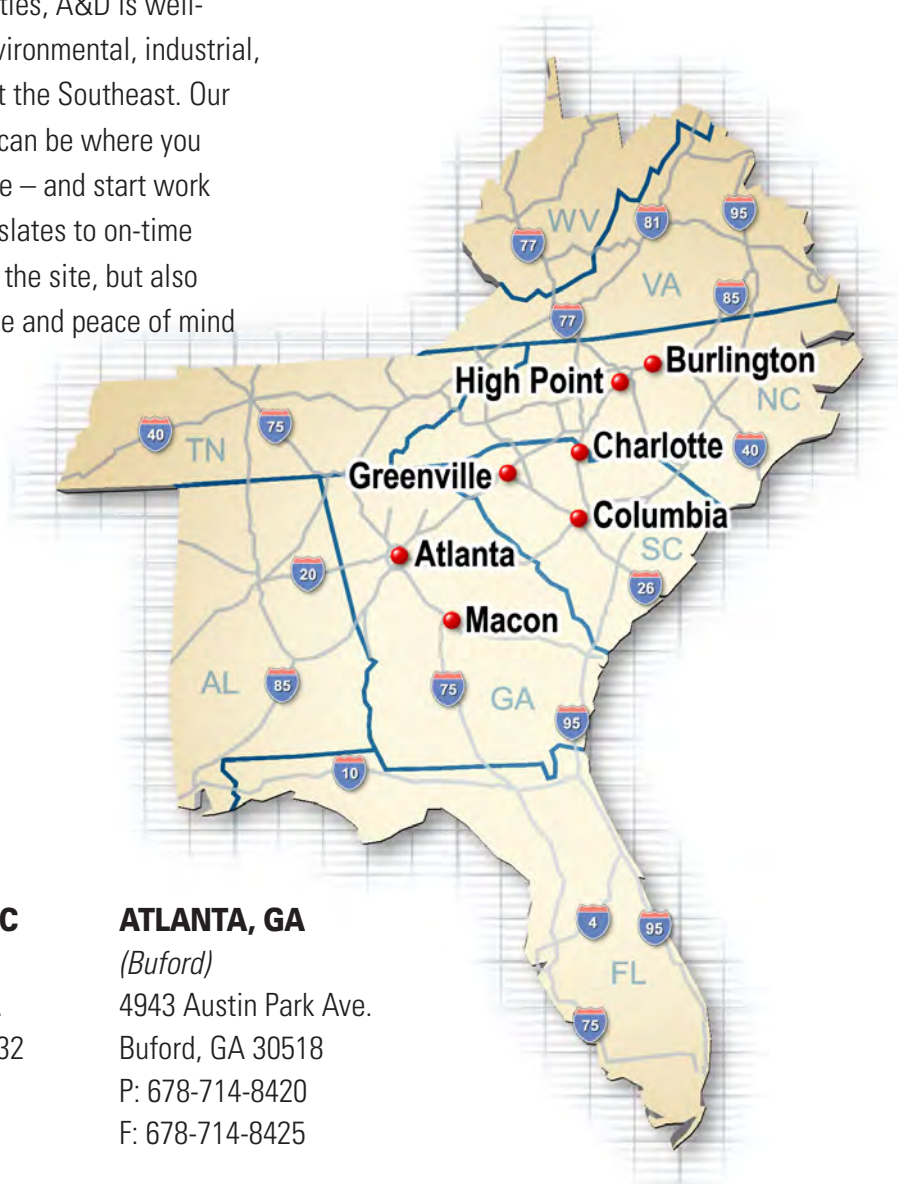 ties, A&D is well-
vironmental, industrial,
t the Southeast. Our
can be where you
e – and start work
slates to on-time
the site, but also
e and peace of mind
WV
77
81
95
VA
85
77
Burlington
High Point
NC
40
75
TN
Charlotte
40
Greenville
Columbia
SC
Atlanta
20
26
Macon
AL
85
75
GA
95
10
4
95
FL
75
C
32
ATLANTA, GA
(Buford)
4943 Austin Park Ave.
Buford, GA 30518
P: 678-714-8420
F: 678-714-8425